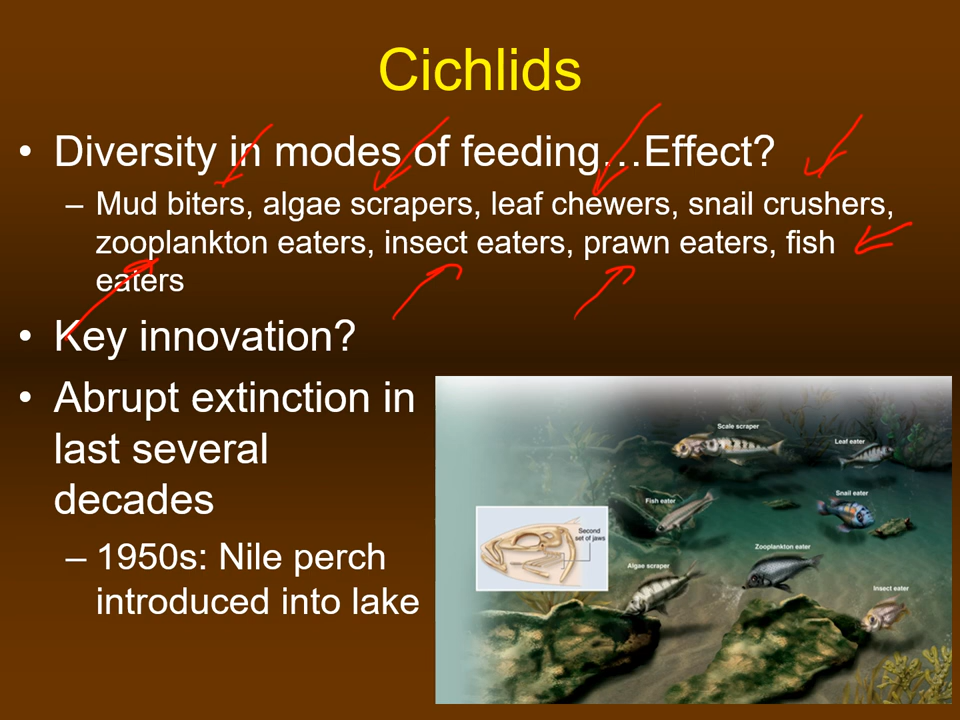 Cichlids
• Diversity in modes of feeding…Effect?
– Mud biters, algae scrapers, leaf chewers, snail crushers,
zooplankton eaters, insect eaters, prawn eaters, fish
eaters
• Key innovation?
• Abrupt extinction in
last several
decades
– 1950s: Nile perch
introduced into lake
Scale scraper
Leaf eater
Fish eater
Snail eater
Second
set of jaws
Zooplankton eater
Algae scraper
Insect eater